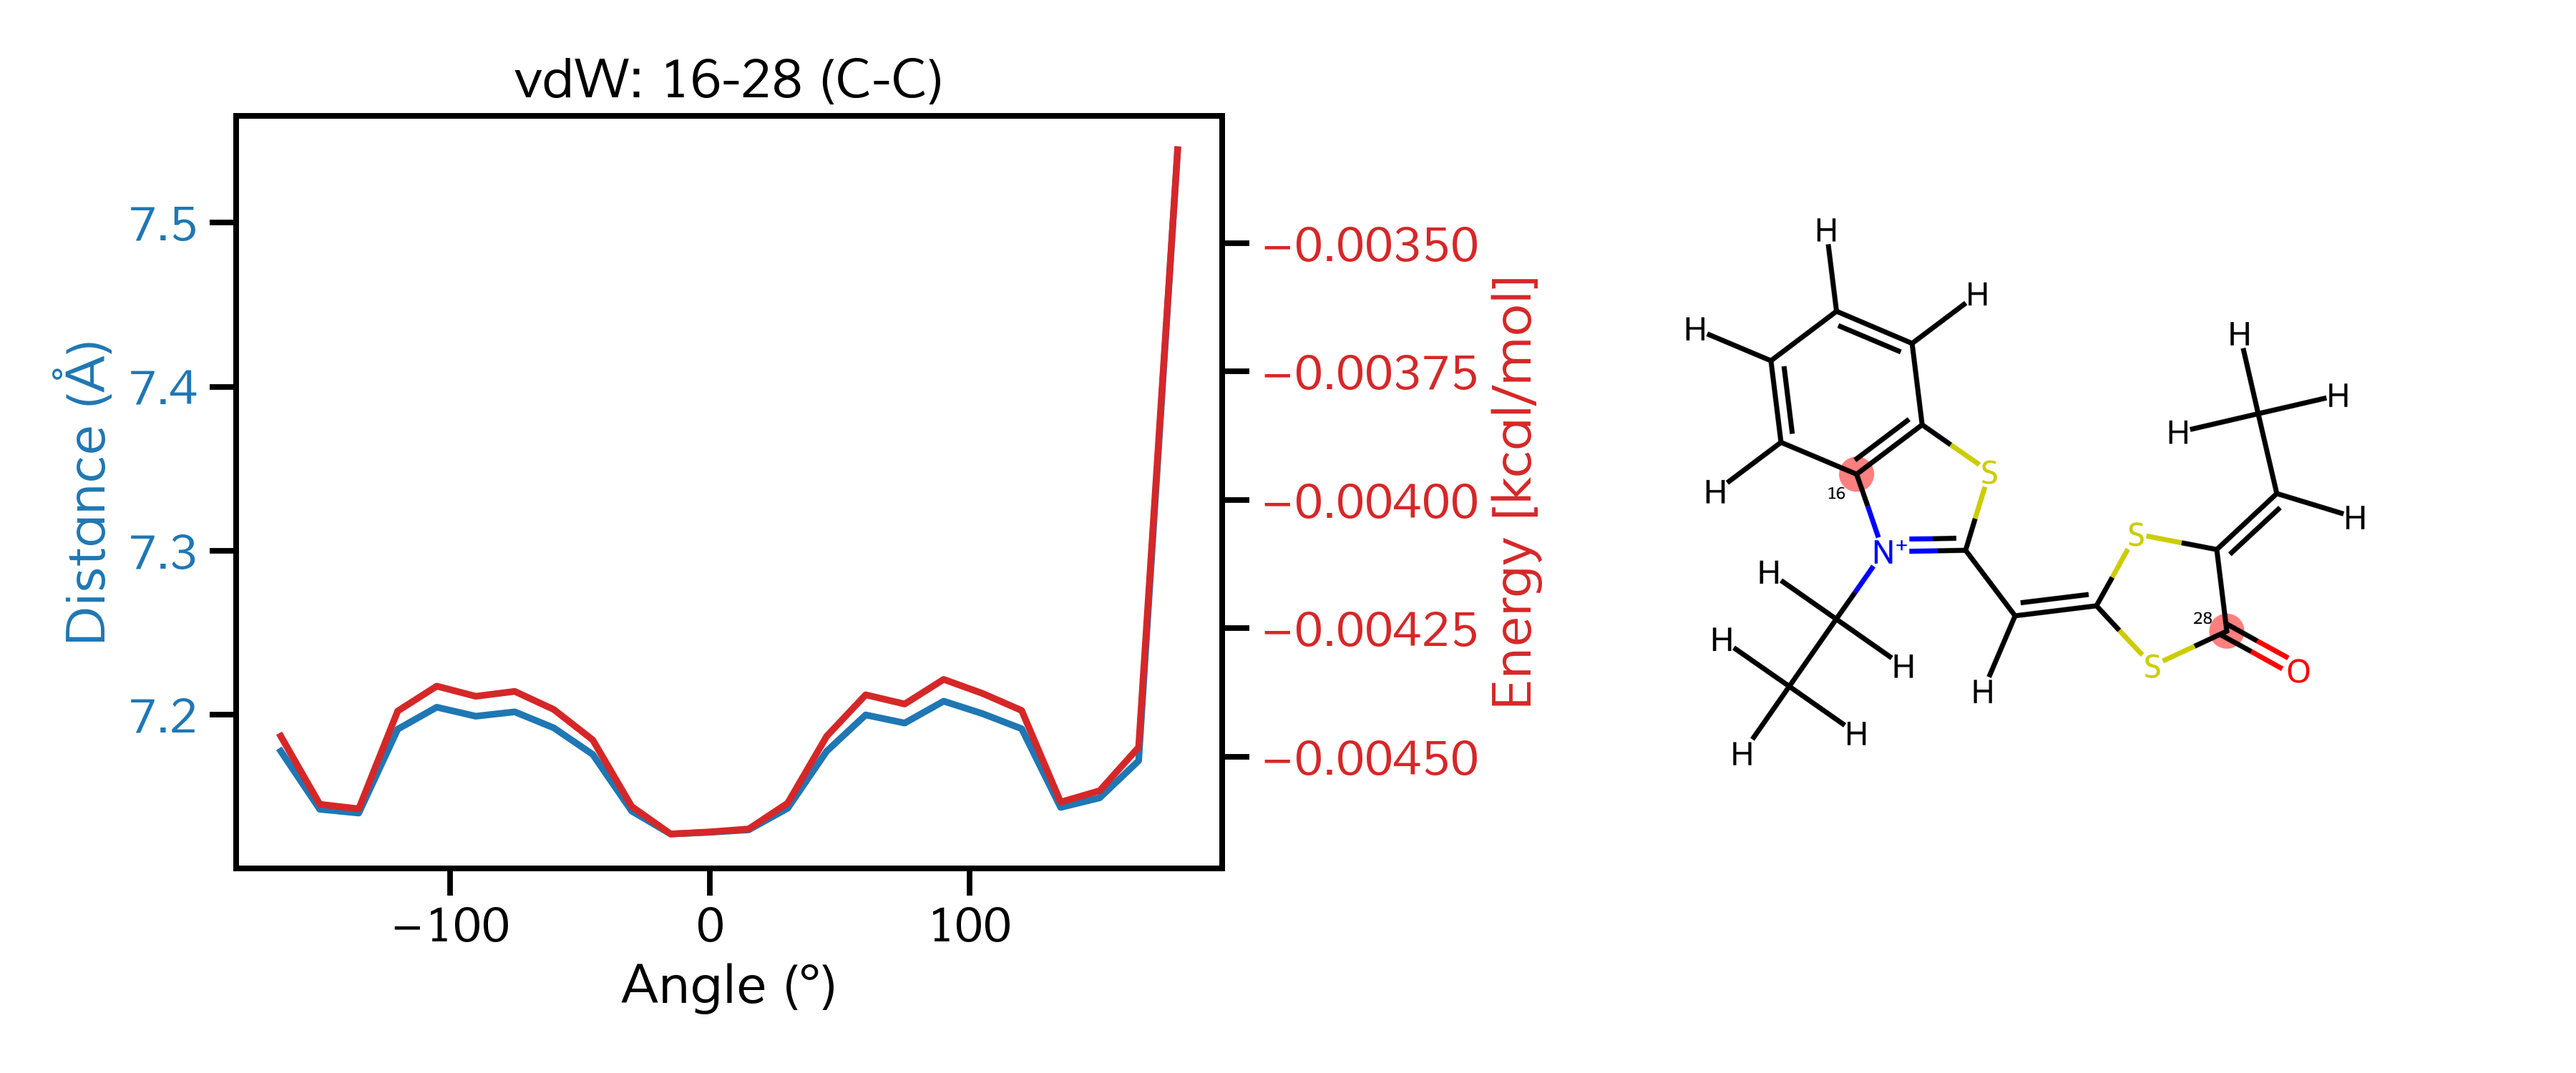 vdW: 16-28 (C-C)
Distance (Å)
7.5
7.4
7.3
7.2
−100
0
100
Angle (°)
−0.00350
−0.00375
−0.00400
−0.00425
−0.00450
Energy [kcal/mol]
H
H
H
H
H
H
H
S
16
S
H
N⁺
H
28
H
H
S
O
H
H
H